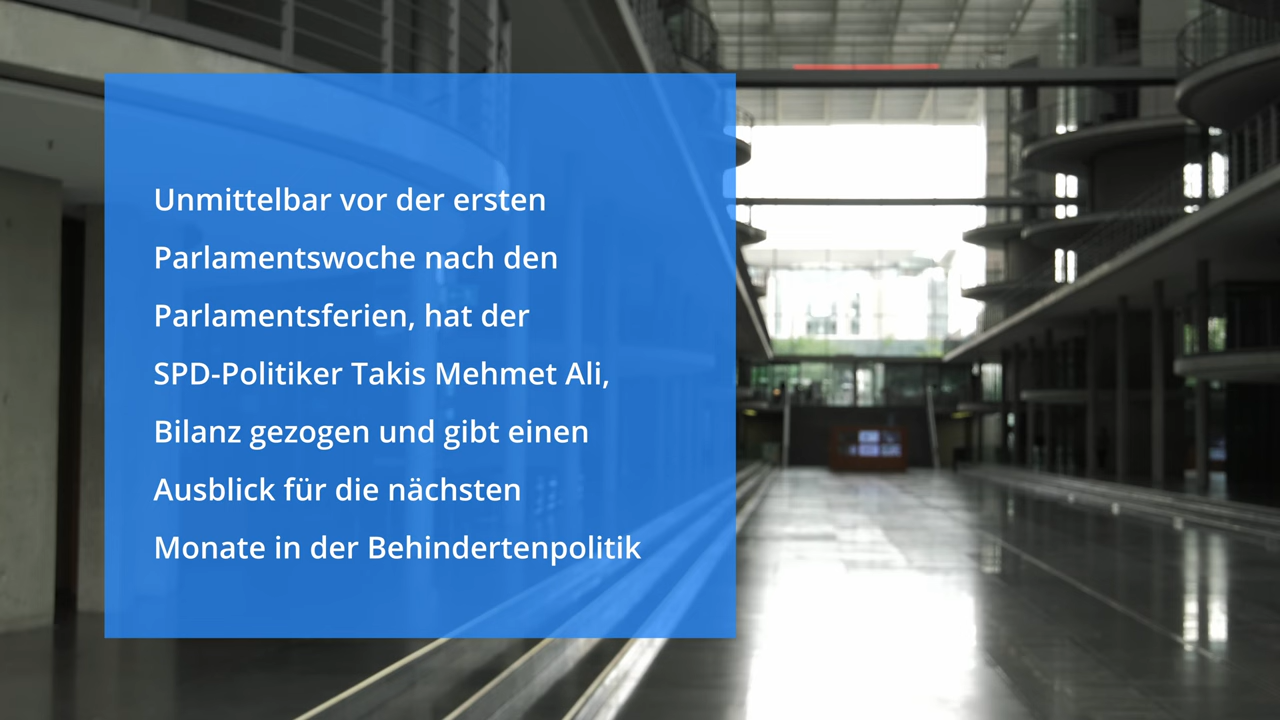 Unmittelbar vor der ersten
Parlamentswoche nach den
Parlamentsferien, hat der
SPD-Politiker Takis Mehmet Ali,
Bilanz gezogen und gibt einen
Ausblick für die nächsten
Monate in der Behindertenpolitik